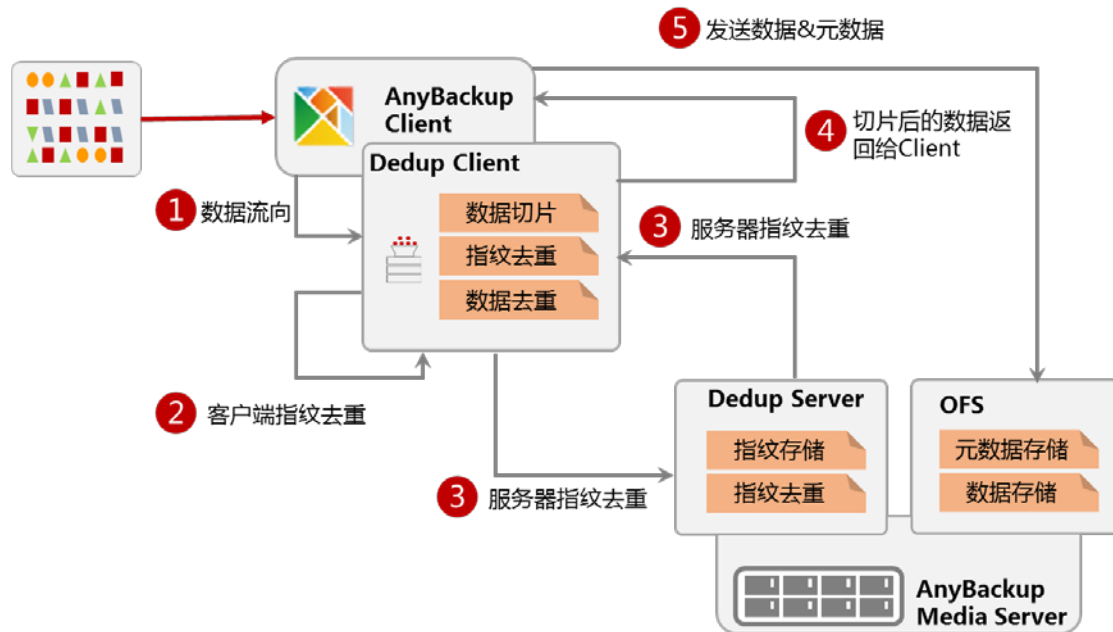 5 发送数据&元数据
AnyBackup
Client
4 切片后的数据返
回给Client
Dedup Client
1 数据流向
数据切片
指纹去重
数据去重
3 服务器指纹去重
2 客户端指纹去重
3 服务器指纹去重
Dedup Server
指纹存储
指纹去重
OFS
元数据存储
数据存储
AnyBackup
Media Server